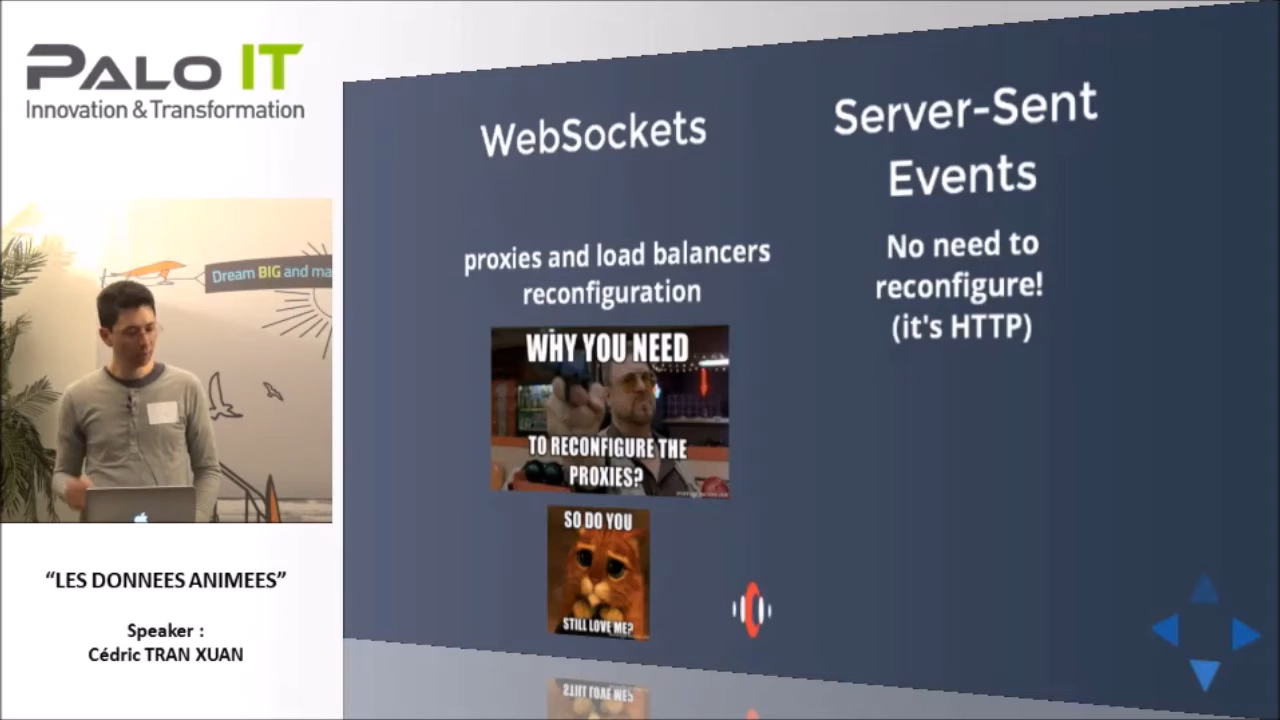 PALO IT
Innovation & Transformation
Dream BIG and ma
"LES DONNEES ANIMEES"
Speaker :
Cédric TRAN XUAN
WebSockets
proxies and load balancers
reconfiguration
WHY YOU NEED
TO RECONFIGURE THE
PROXIES?
SO DO YOU
STILL LOVE ME?
Server-Sent
Events
No need to
reconfigure!
(it's HTTP)